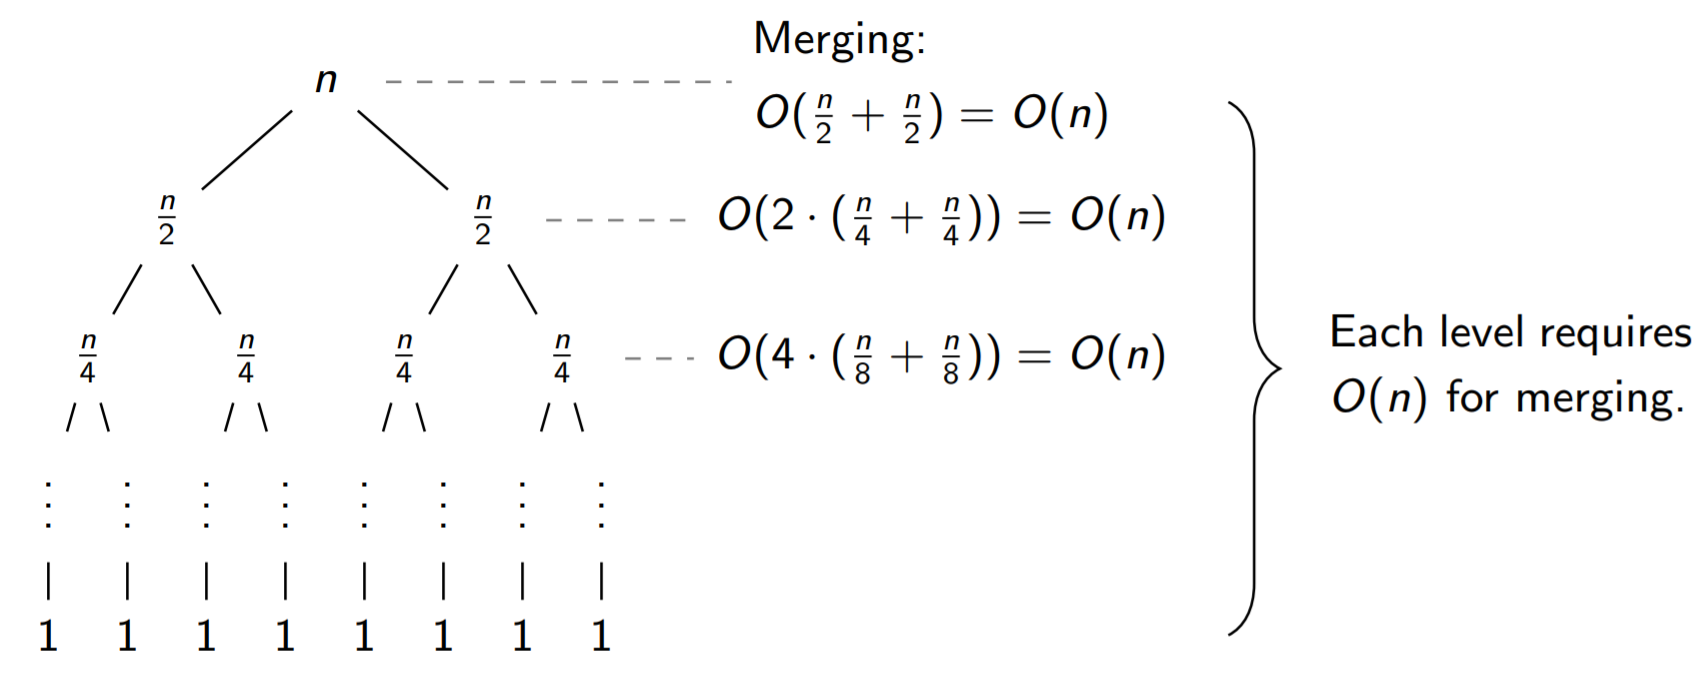 Merging:
n
O(n/2 + n/2) = O(n)
n/2 n/2 O(2 · (n/4 + n/4)) = O(n)
n/4 n/4 n/4 n/4 O(4 · (n/8 + n/8)) = O(n)
Each level requires
O(n) for merging.
⋮ ⋮ ⋮ ⋮ ⋮ ⋮ ⋮ ⋮
1 1 1 1 1 1 1 1